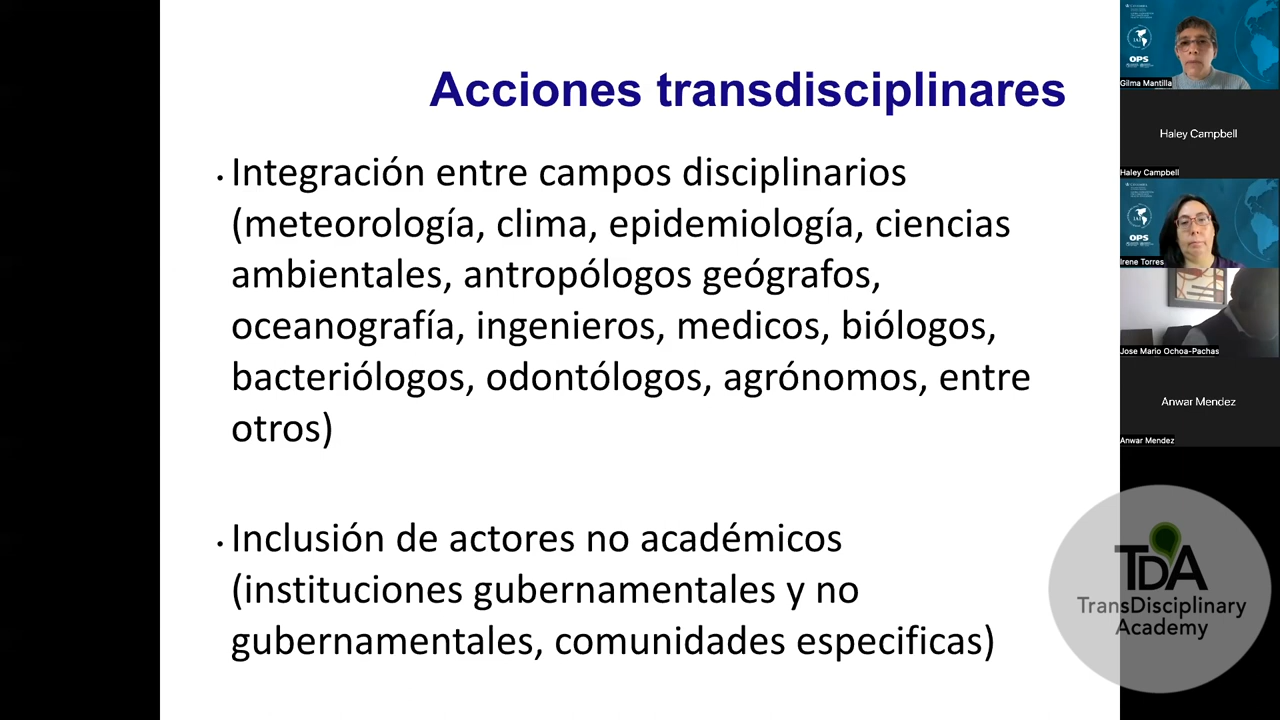 Acciones transdisciplinares
• Integración entre campos disciplinarios
(meteorología, clima, epidemiología, ciencias
ambientales, antropólogos geógrafos,
oceanografía, ingenieros, medicos, biólogos,
bacteriólogos, odontólogos, agrónomos, entre
otros)
• Inclusión de actores no académicos
(instituciones gubernamentales y no
gubernamentales, comunidades especificas)
OPS
Gilma Mantilla
Haley Campbell
Haley Campbell
OPS
Irene Torres
Jose Mario Ochoa-Pachas
Anwar Mendez
Anwar Mendez
TDA
TransDisciplinary
Academy